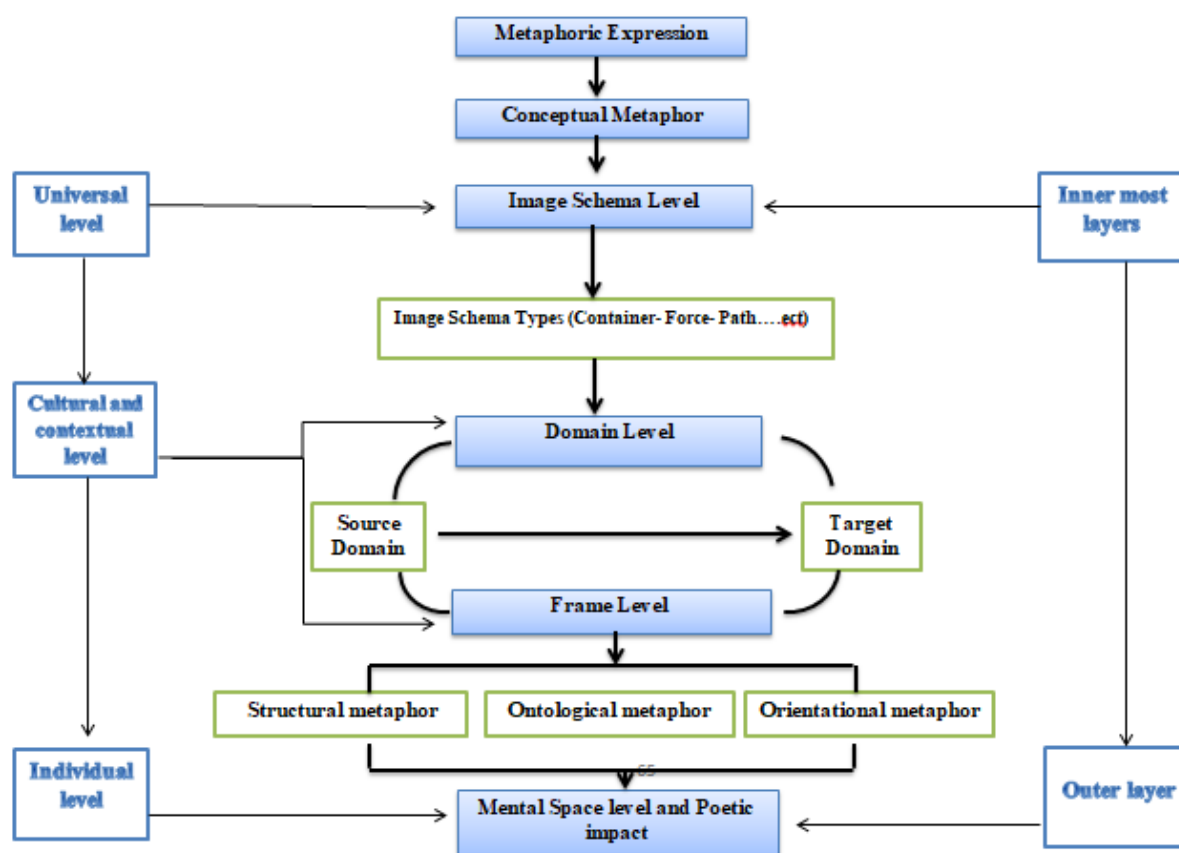 Metaphoric Expression
Conceptual Metaphor
Universal
level
Image Schema Level
Inner most
layers
Image Schema Types (Container- Force- Path….ect)
Cultural and
contextual
level
Domain Level
Source
Domain
Target
Domain
Frame Level
Structural metaphor
Ontological metaphor
Orientational metaphor
65
Individual
level
Mental Space level and Poetic
impact
Outer layer